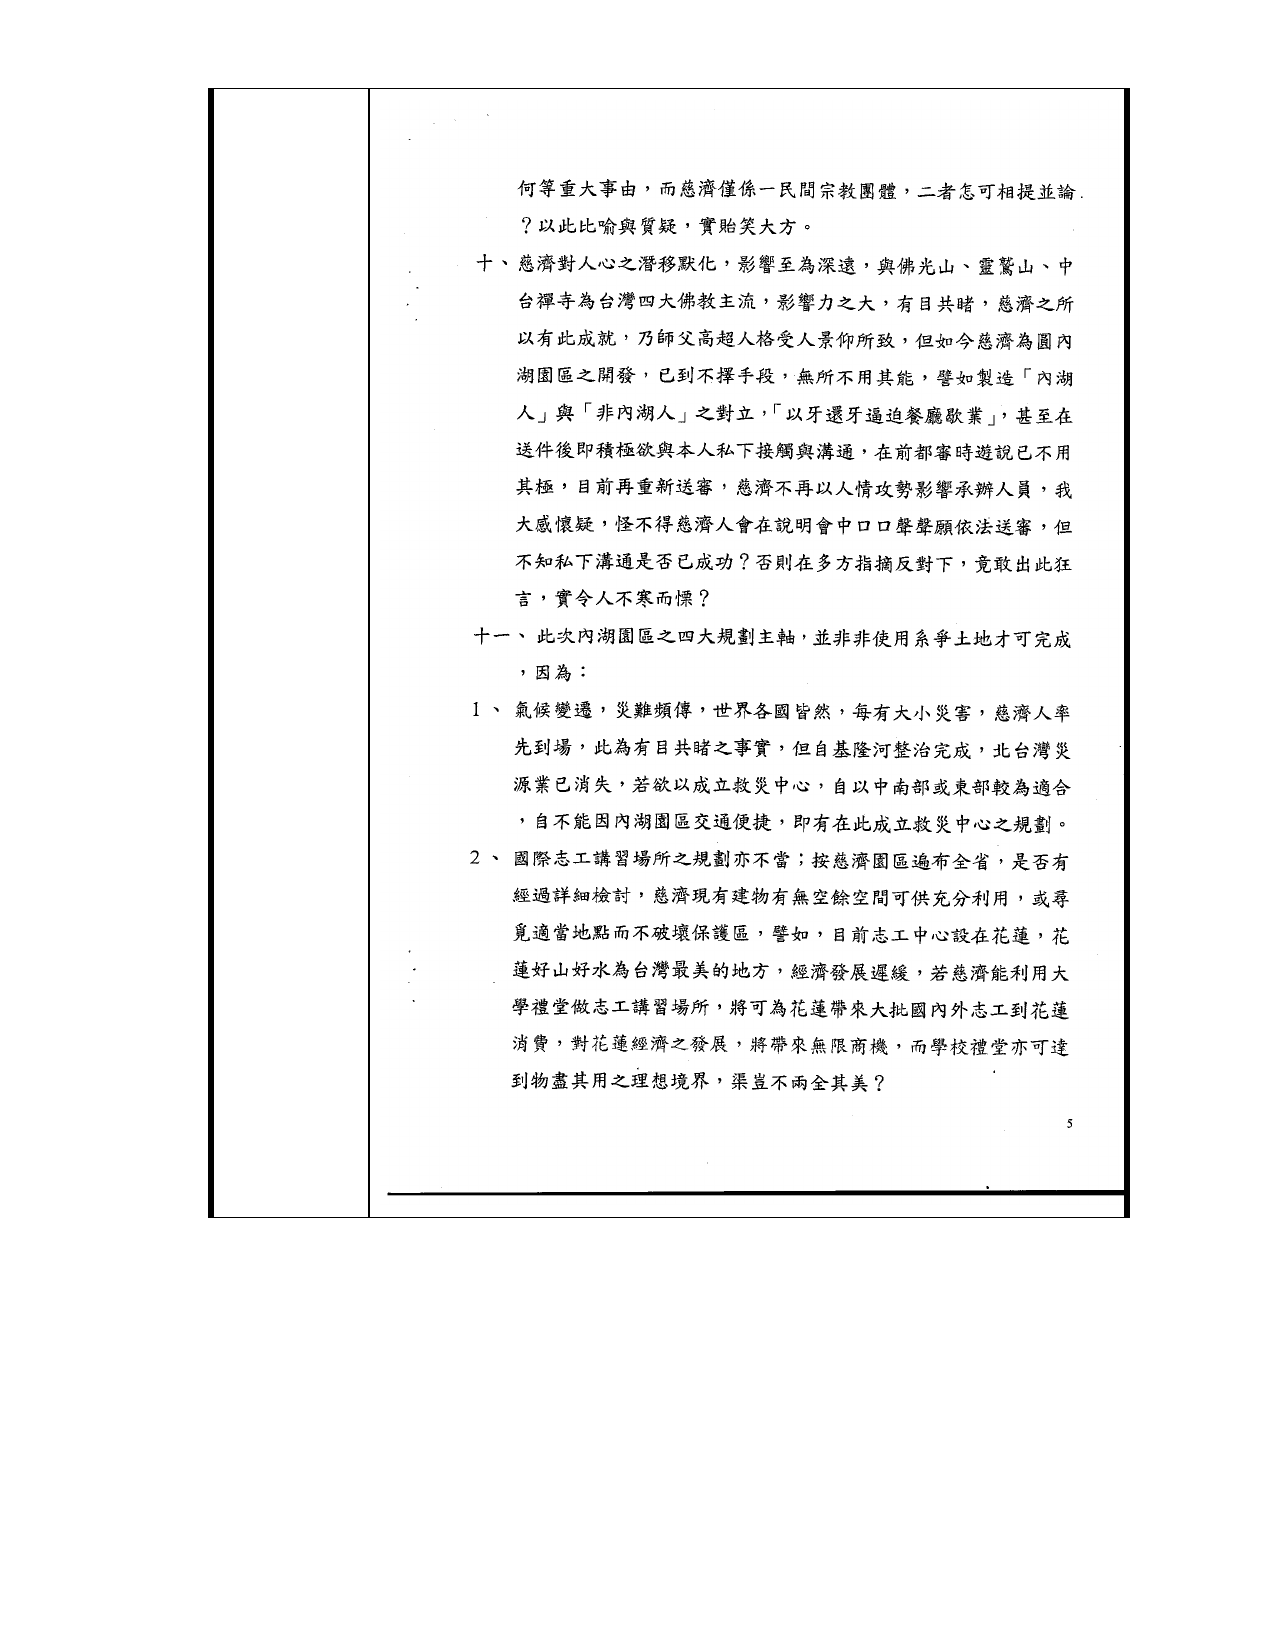 何等重大事由，而慈濟僅係一民間宗教團體，二者怎可相提並論
？以此比喻與質疑，實貽笑大方。
十、慈濟對人心之潛移默化，影響至為深遠，與佛光山、靈鷲山、中
台禪寺為台灣四大佛教主流，影響力之大，有目共睹，慈濟之所
以有此成就，乃師父高超人格受人景仰所致，但如今慈濟為圓內
湖園區之開發，已到不擇手段，無所不用其能，譬如製造「內湖
人」與「非內湖人」之對立，「以牙還牙逼迫餐廳歇業」，甚至在
送件後即積極欲與本人私下接觸與溝通，在前都審時遊說已不用
其極，目前再重新送審，慈濟不再以人情攻勢影響承辦人員，我
大感懷疑，怪不得慈濟人會在說明會中口口聲聲願依法送審，但
不知私下溝通是否已成功？否則在多方指摘反對下，竟敢出此狂
言，實令人不寒而慄？
十一、此次內湖園區之四大規劃主軸，並非非使用系爭土地才可完成
，因為：
1、氣候變遷，災難頻傳，世界各國皆然，每有大小災害，慈濟人率
先到場，此為有目共睹之事實，但自基隆河整治完成，北台灣災
源業已消失，若欲以成立救災中心，自以中南部或東部較為適合
，自不能因內湖園區交通便捷，即有在此成立救災中心之規劃。
2、國際志工講習場所之規劃亦不當；按慈濟園區遍布全省，是否有
經過詳細檢討，慈濟現有建物有無空餘空間可供充分利用，或尋
覓適當地點而不破壞保護區，譬如，目前志工中心設在花蓮，花
蓮好山好水為台灣最美的地方，經濟發展遲緩，若慈濟能利用大
學禮堂做志工講習場所，將可為花蓮帶來大批國內外志工到花蓮
消費，對花蓮經濟之發展，將帶來無限商機，而學校禮堂亦可達
到物盡其用之理想境界，渠豈不兩全其美？
5